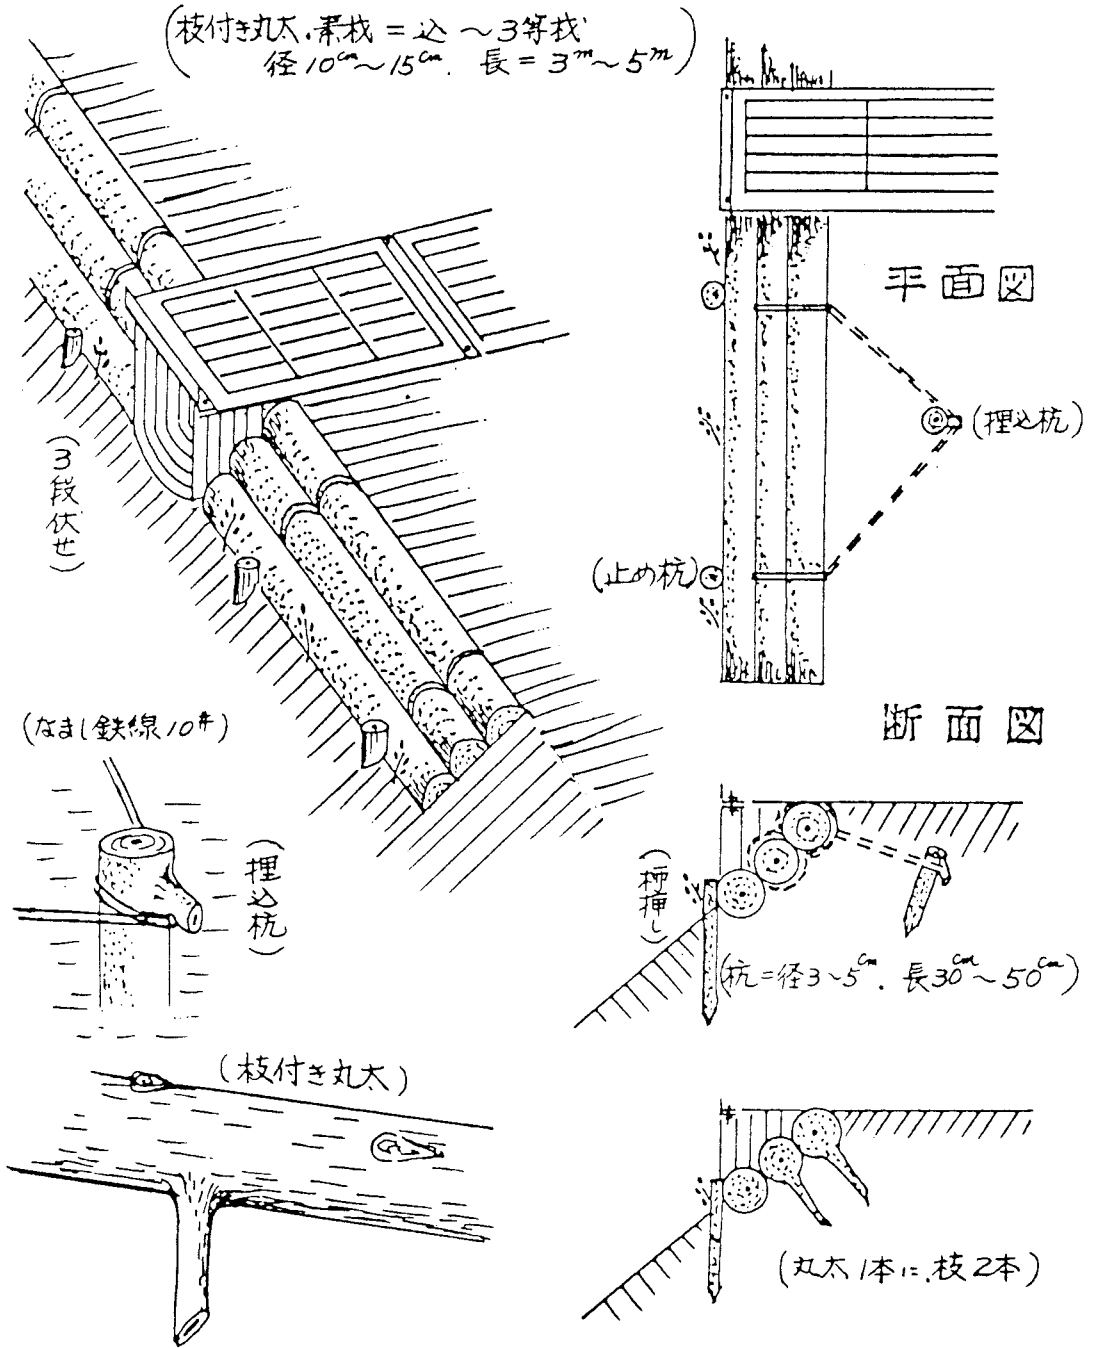 (枝付き丸太.素材=込～3等材
径10cm～15cm. 長=3m～5m)
平面図
(埋込杭)
(3段伏せ)
(止め杭)
(なまし鉄線10#)
断面図
(埋込杭)
(柳挿し)
(杭=径3～5cm. 長30cm～50cm)
(枝付き丸太)
(丸太1本に.枝2本)